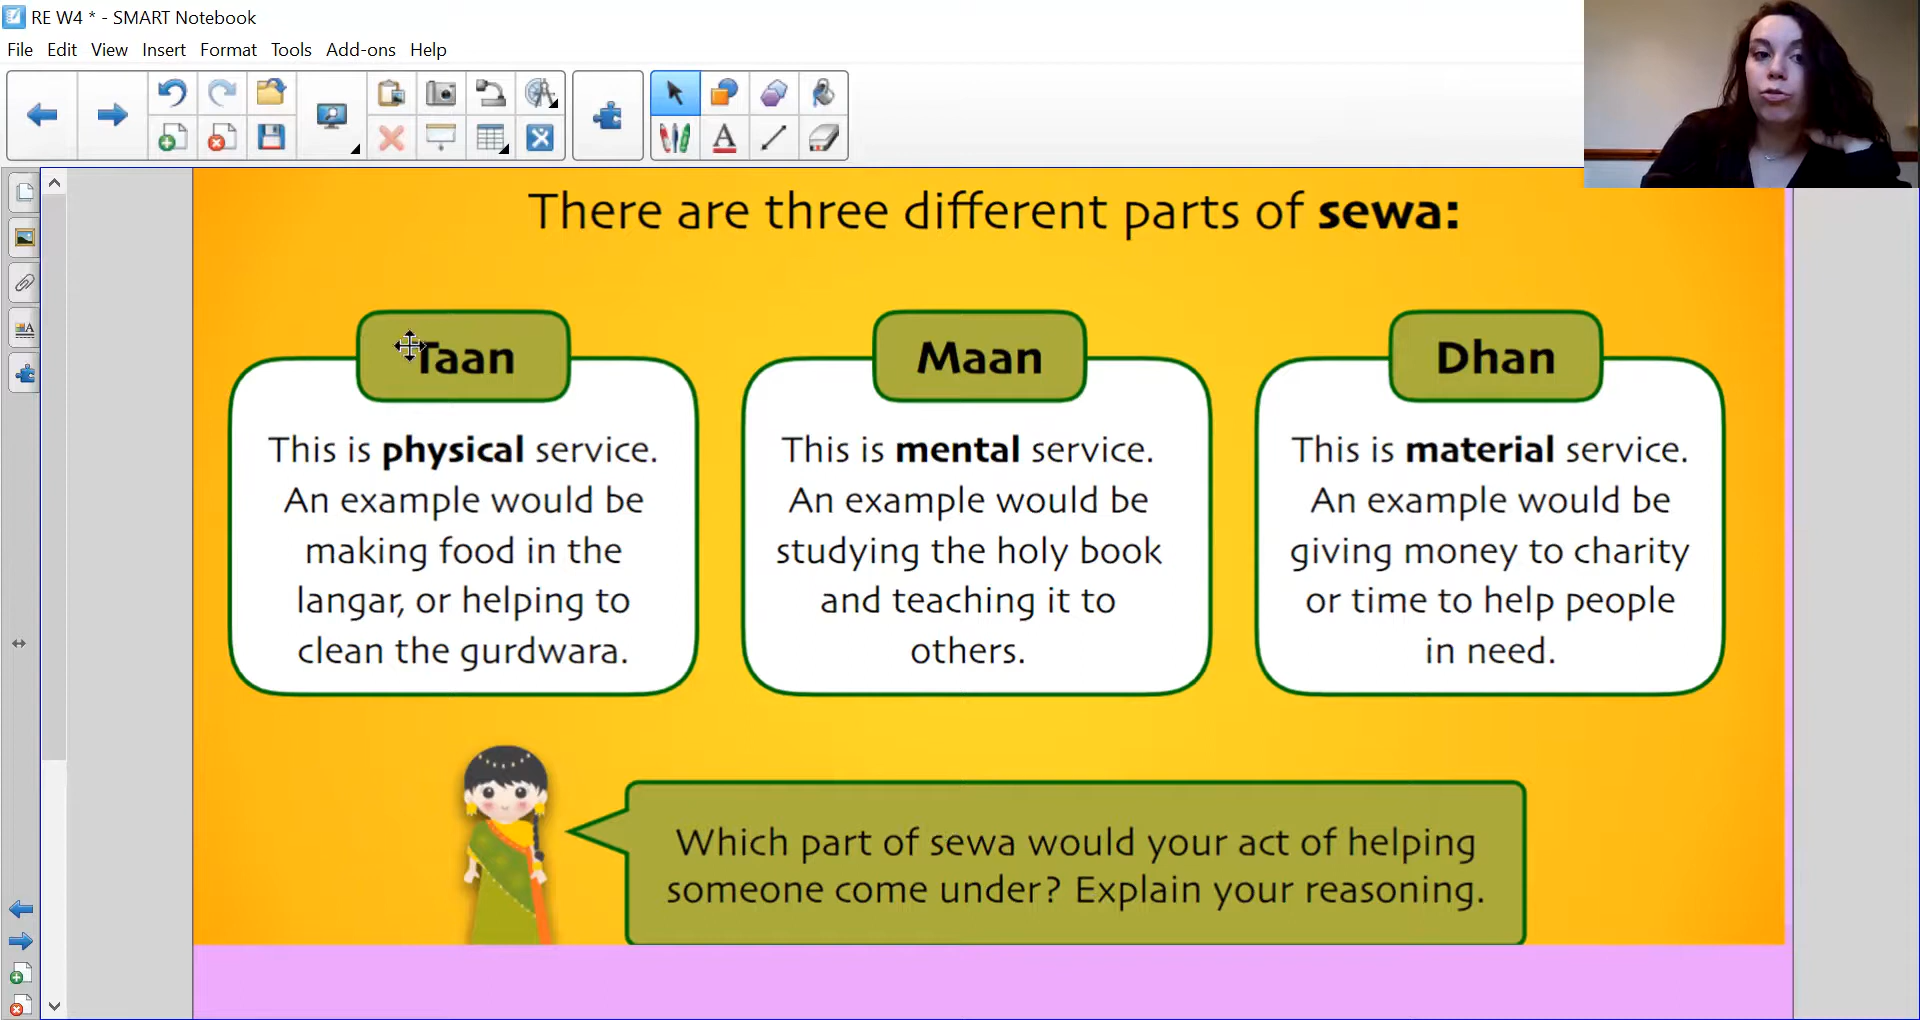 RE W4 * - SMART Notebook
File Edit View Insert Format Tools Add-ons Help
There are three different parts of sewa:
Taan
This is physical service.
An example would be
making food in the
langar, or helping to
clean the gurdwara.
Maan
This is mental service.
An example would be
studying the holy book
and teaching it to
others.
Dhan
This is material service.
An example would be
giving money to charity
or time to help people
in need.
Which part of sewa would your act of helping
someone come under? Explain your reasoning.